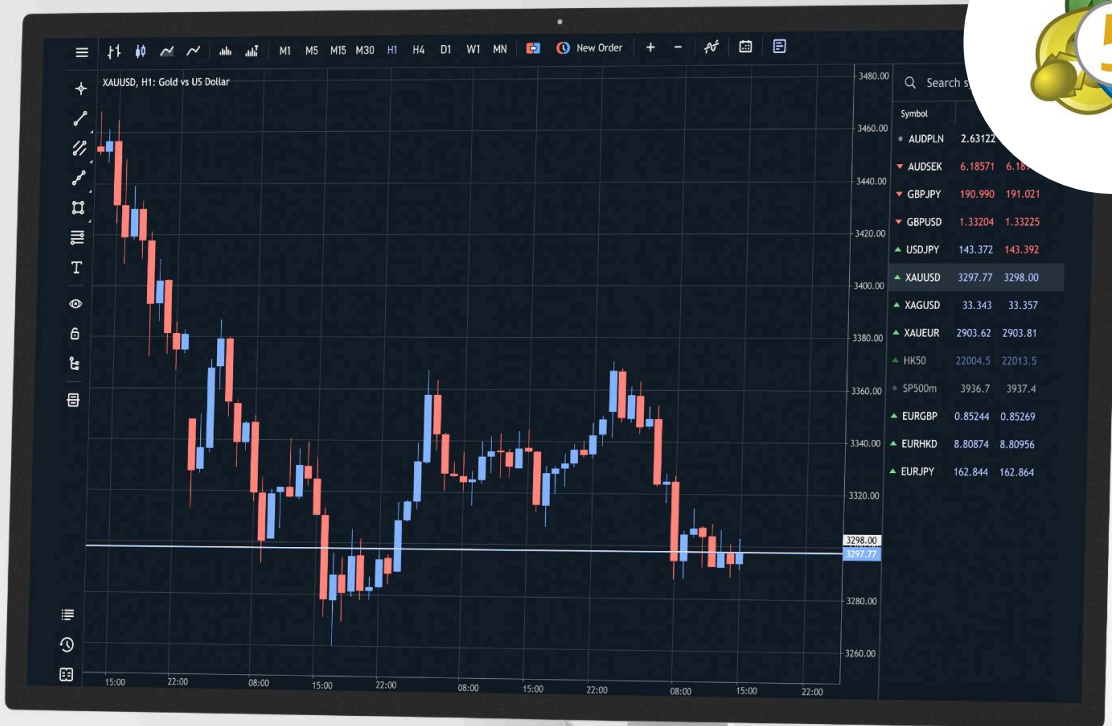 M1 M5 M15 M30 H1 H4 D1 W1 MN New Order
XAUUSD, H1: Gold vs US Dollar
3480.00
3460.00
3440.00
3420.00
3400.00
3380.00
3360.00
3340.00
3320.00
3298.00
3297.77
3280.00
3260.00
15:00 22:00 08:00 15:00 22:00 08:00 15:00 22:00 08:00 15:00 22:00
T
Search
Symbol
AUDPLN 2.63122
AUDSEK 6.18571
GBPJPY 190.990 191.021
GBPUSD 1.33204 1.33225
USDJPY 143.372 143.392
XAUUSD 3297.77 3298.00
XAGUSD 33.343 33.357
XAUEUR 2903.62 2903.81
HK50 22004.5 22013.5
SP500m 3936.7 3937.4
EURGBP 0.85244 0.85269
EURHKD 8.80874 8.80956
EURJPY 162.844 162.864
5